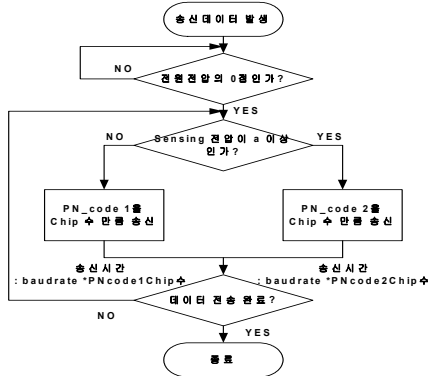 송신데이터 발생
NO
전원전압의 0점인가?
YES
NO
Sensing 전압이 a 이상
인가?
YES
PN_code 1을
Chip 수 만큼 송신
PN_code 2을
Chip 수 만큼 송신
송신시간
: baudrate *PNcode1Chip수
송신시간
: baudrate *PNcode2Chip수
데이터 전송 완료?
NO
YES
종료